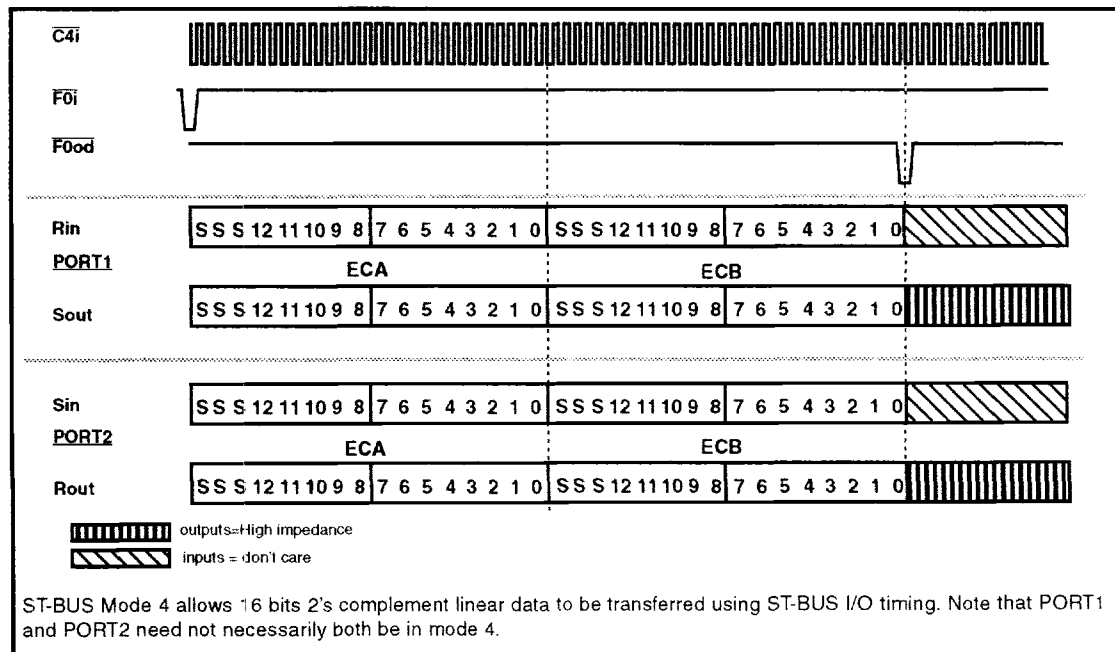 C4i
F0i
F0od
Rin S S S 12 11 10 9 8 7 6 5 4 3 2 1 0 S S S 12 11 10 9 8 7 6 5 4 3 2 1 0
PORT1 ECA ECB
Sout S S S 12 11 10 9 8 7 6 5 4 3 2 1 0 S S S 12 11 10 9 8 7 6 5 4 3 2 1 0
Sin S S S 12 11 10 9 8 7 6 5 4 3 2 1 0 S S S 12 11 10 9 8 7 6 5 4 3 2 1 0
PORT2 ECA ECB
Rout S S S 12 11 10 9 8 7 6 5 4 3 2 1 0 S S S 12 11 10 9 8 7 6 5 4 3 2 1 0
outputs=High impedance
inputs = don't care
ST-BUS Mode 4 allows 16 bits 2's complement linear data to be transferred using ST-BUS I/O timing. Note that PORT1
and PORT2 need not necessarily both be in mode 4.